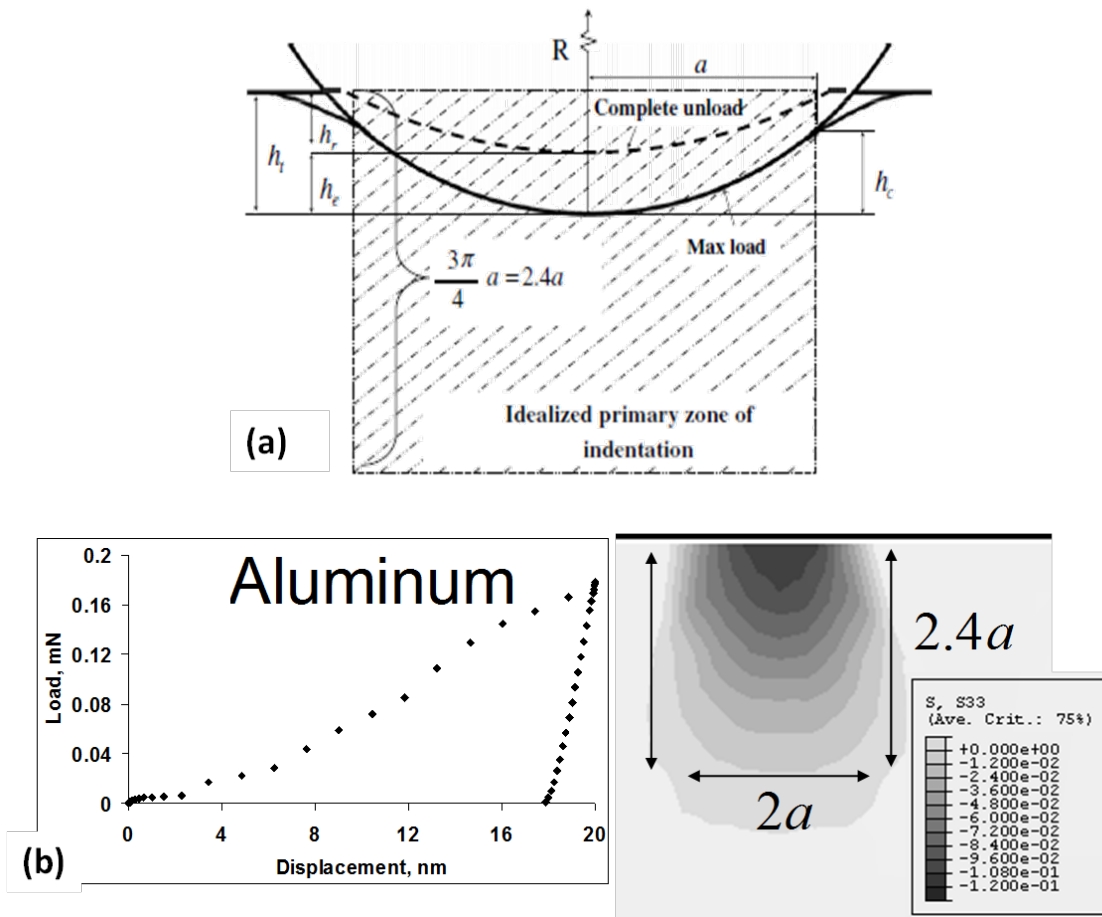 R
a
Complete unload
h_r
h_t
h_e
h_c
Max load
3π/4 a = 2.4a
Idealized primary zone of
indentation
(a)
Aluminum
Load, mN
0.2
0.16
0.12
0.08
0.04
0
0 4 8 12 16 20
Displacement, nm
(b)
2.4a
2a
S, S33
(Ave. Crit.: 75%)
+0.000e+00
-1.200e-02
-2.400e-02
-3.600e-02
-4.800e-02
-6.000e-02
-7.200e-02
-8.400e-02
-9.600e-02
-1.080e-01
-1.200e-01